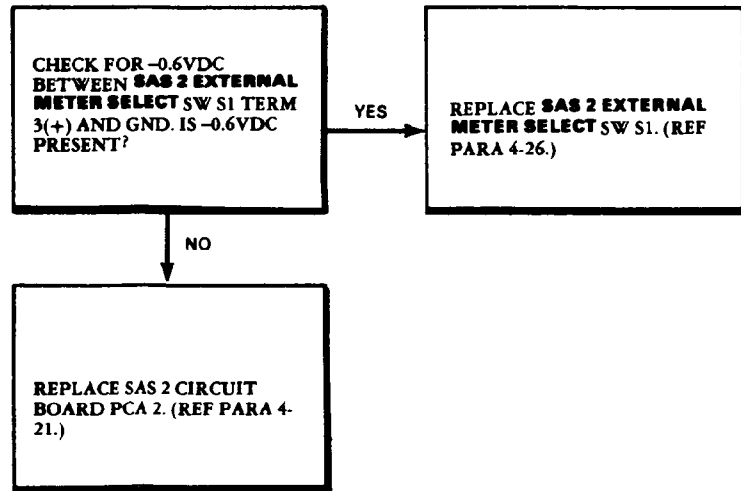 CHECK FOR –0.6VDC
BETWEEN SAS 2 EXTERNAL
METER SELECT SW S1 TERM
3(+) AND GND. IS –0.6VDC
PRESENT?
YES
REPLACE SAS 2 EXTERNAL
METER SELECT SW S1. (REF
PARA 4-26.)
NO
REPLACE SAS 2 CIRCUIT
BOARD PCA 2. (REF PARA 4-
21.)